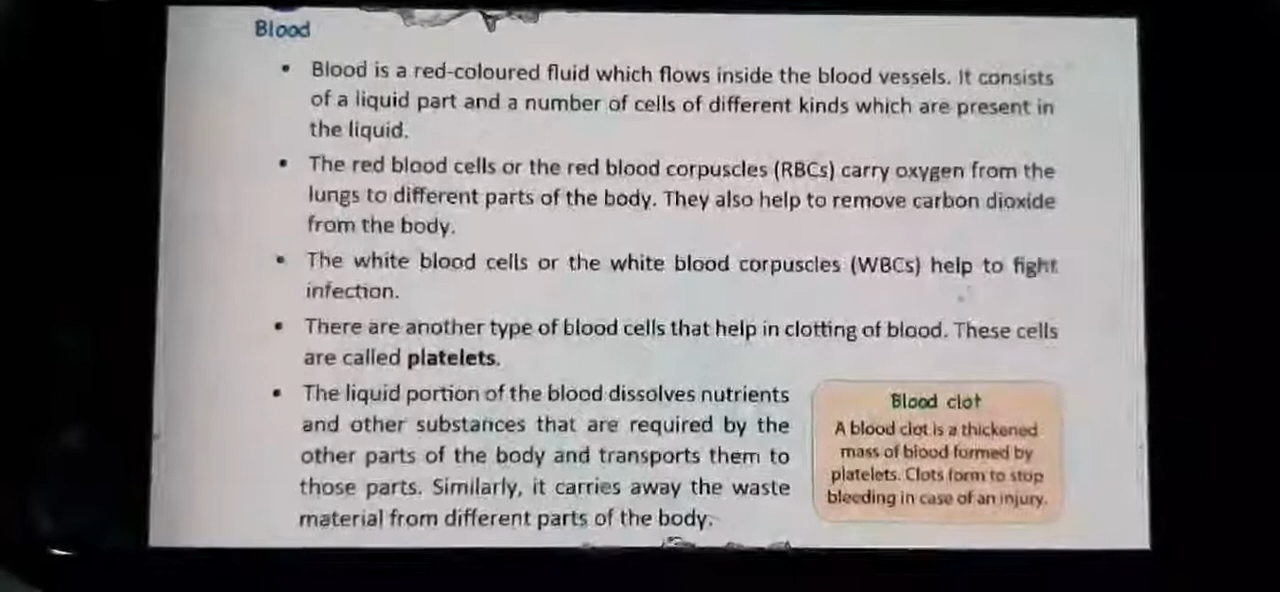 Blood
• Blood is a red-coloured fluid which flows inside the blood vessels. It consists
of a liquid part and a number of cells of different kinds which are present in
the liquid.
• The red blood cells or the red blood corpuscles (RBCs) carry oxygen from the
lungs to different parts of the body. They also help to remove carbon dioxide
from the body.
• The white blood cells or the white blood corpuscles (WBCs) help to fight
infection.
• There are another type of blood cells that help in clotting of blood. These cells
are called platelets.
• The liquid portion of the blood dissolves nutrients
and other substances that are required by the
other parts of the body and transports them to
those parts. Similarly, it carries away the waste
material from different parts of the body.
Blood clot
A blood clot is a thickened
mass of blood formed by
platelets. Clots form to stop
bleeding in case of an injury.